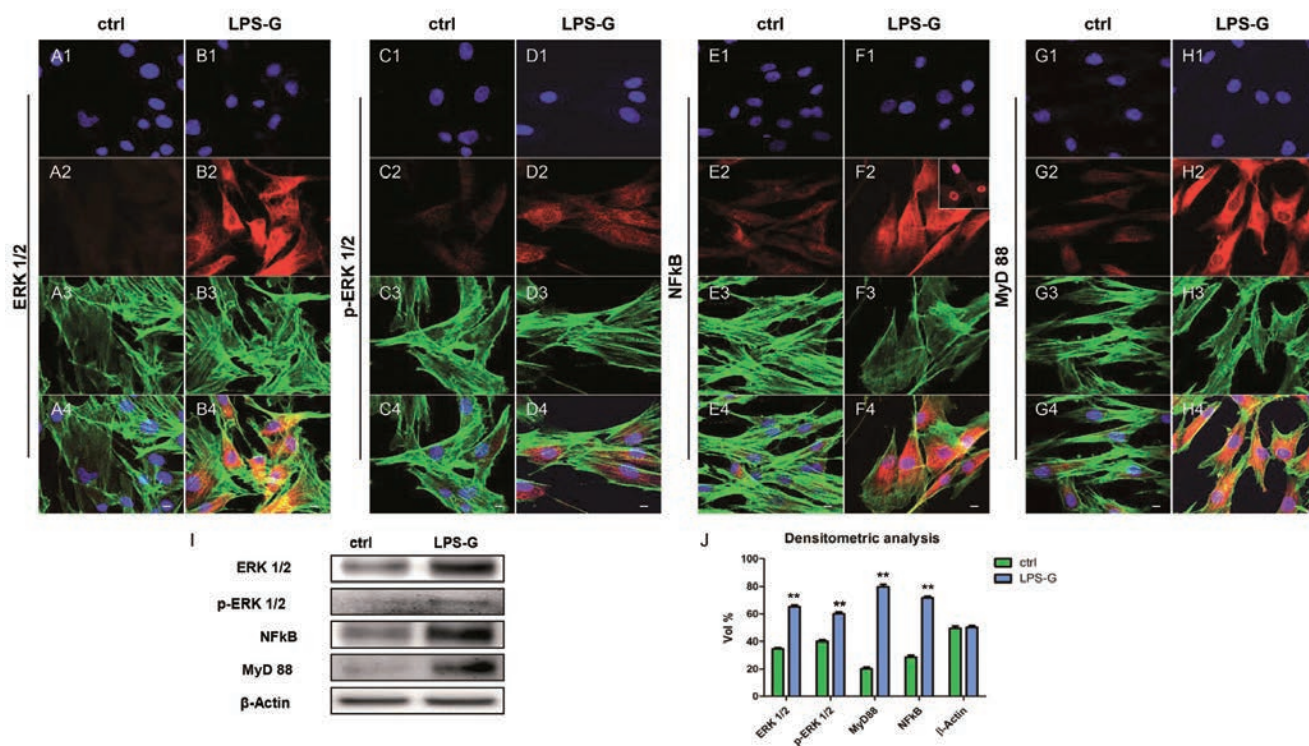 ctrl LPS-G ctrl LPS-G ctrl LPS-G ctrl LPS-G
A1 B1 C1 D1 E1 F1 G1 H1
A2 B2 C2 D2 E2 F2 G2 H2
A3 B3 C3 D3 E3 F3 G3 H3
A4 B4 C4 D4 E4 F4 G4 H4
ERK 1/2
p-ERK 1/2
NFkB
MyD 88
I
ctrl LPS-G
ERK 1/2
p-ERK 1/2
NFkB
MyD 88
β-Actin
J
Densitometric analysis
ctrl
LPS-G
Vol %
100
80
60
40
20
0
** ** ** **
ERK 1/2
p-ERK 1/2
MyD88
NFkB
β-Actin